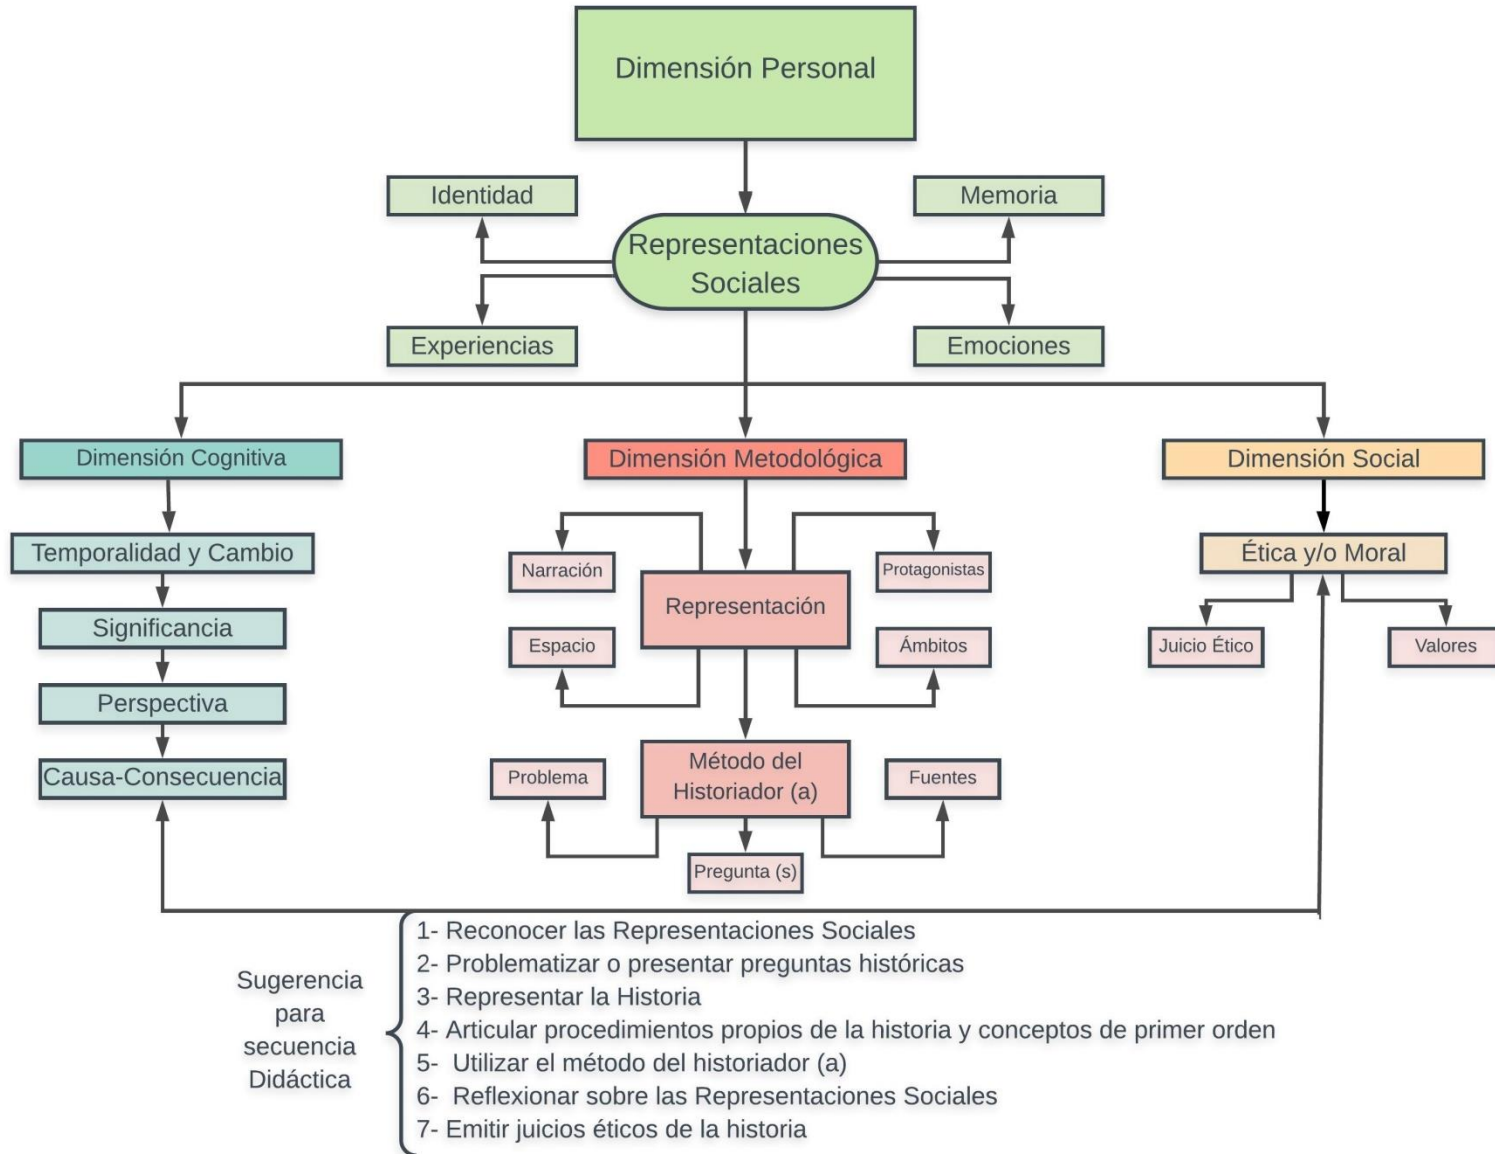 Dimensión Personal
Identidad
Memoria
Representaciones
Sociales
Experiencias
Emociones
Dimensión Cognitiva
Dimensión Metodológica
Dimensión Social
Temporalidad y Cambio
Narración
Protagonistas
Ética y/o Moral
Significancia
Representación
Espacio
Ámbitos
Juicio Ético
Valores
Perspectiva
Causa-Consecuencia
Problema
Método del
Historiador (a)
Fuentes
Pregunta (s)
Sugerencia
para
secuencia
Didáctica
1- Reconocer las Representaciones Sociales
2- Problematizar o presentar preguntas históricas
3- Representar la Historia
4- Articular procedimientos propios de la historia y conceptos de primer orden
5- Utilizar el método del historiador (a)
6- Reflexionar sobre las Representaciones Sociales
7- Emitir juicios éticos de la historia